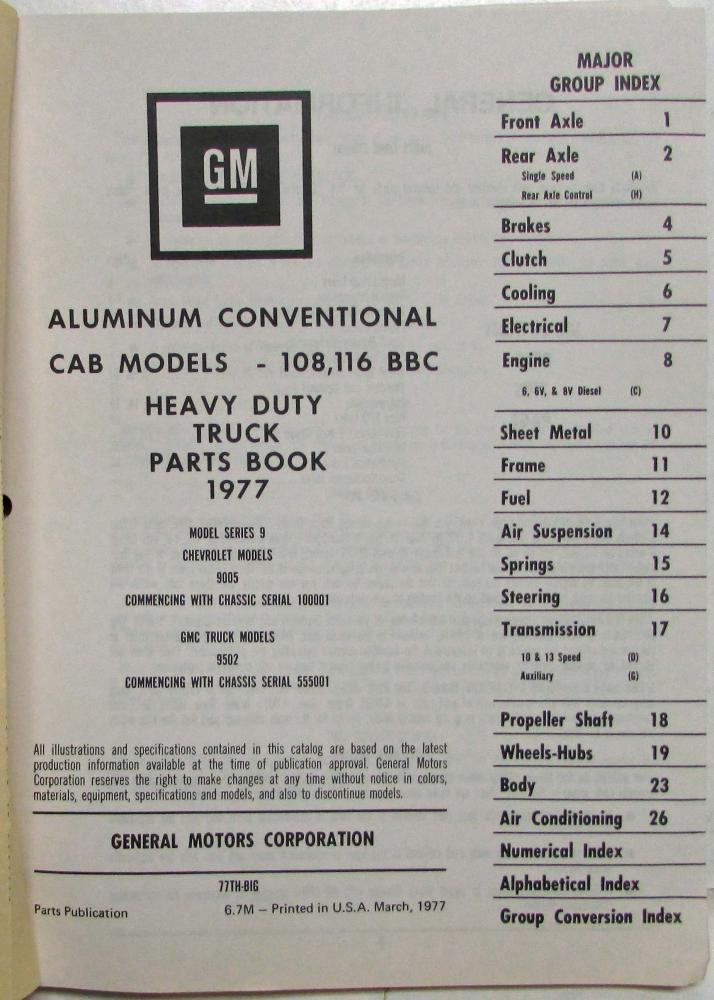 GM
ALUMINUM CONVENTIONAL
CAB MODELS - 108,116 BBC
HEAVY DUTY
TRUCK
PARTS BOOK
1977
MODEL SERIES 9
CHEVROLET MODELS
9005
COMMENCING WITH CHASSIC SERIAL 100001
GMC TRUCK MODELS
9502
COMMENCING WITH CHASSIS SERIAL 555001
All illustrations and specifications contained in this catalog are based on the latest
production information available at the time of publication approval. General Motors
Corporation reserves the right to make changes at any time without notice in colors,
materials, equipment, specifications and models, and also to discontinue models.
GENERAL MOTORS CORPORATION
77TH-BIG
Parts Publication 6.7M – Printed in U.S.A. March, 1977
MAJOR
GROUP INDEX
Front Axle 1
Rear Axle 2
Single Speed (A)
Rear Axle Control (H)
Brakes 4
Clutch 5
Cooling 6
Electrical 7
Engine 8
6, 6V, & 8V Diesel (C)
Sheet Metal 10
Frame 11
Fuel 12
Air Suspension 14
Springs 15
Steering 16
Transmission 17
10 & 13 Speed (D)
Auxiliary (G)
Propeller Shaft 18
Wheels-Hubs 19
Body 23
Air Conditioning 26
Numerical Index
Alphabetical Index
Group Conversion Index